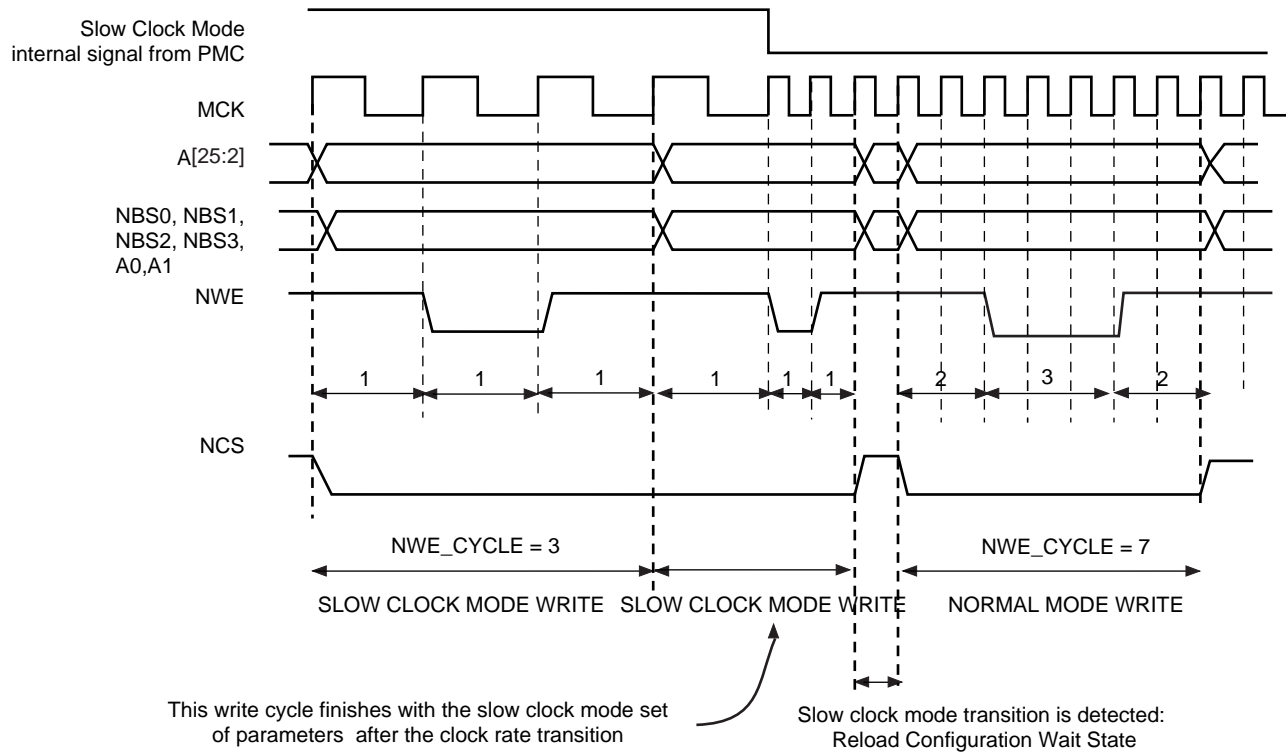 Slow Clock Mode
internal signal from PMC
MCK
A[25:2]
NBS0, NBS1,
NBS2, NBS3,
A0,A1
NWE
1 1 1 1 1 1 2 3 2
NCS
NWE_CYCLE = 3 NWE_CYCLE = 7
SLOW CLOCK MODE WRITE SLOW CLOCK MODE WRITE NORMAL MODE WRITE
This write cycle finishes with the slow clock mode set
of parameters after the clock rate transition
Slow clock mode transition is detected:
Reload Configuration Wait State